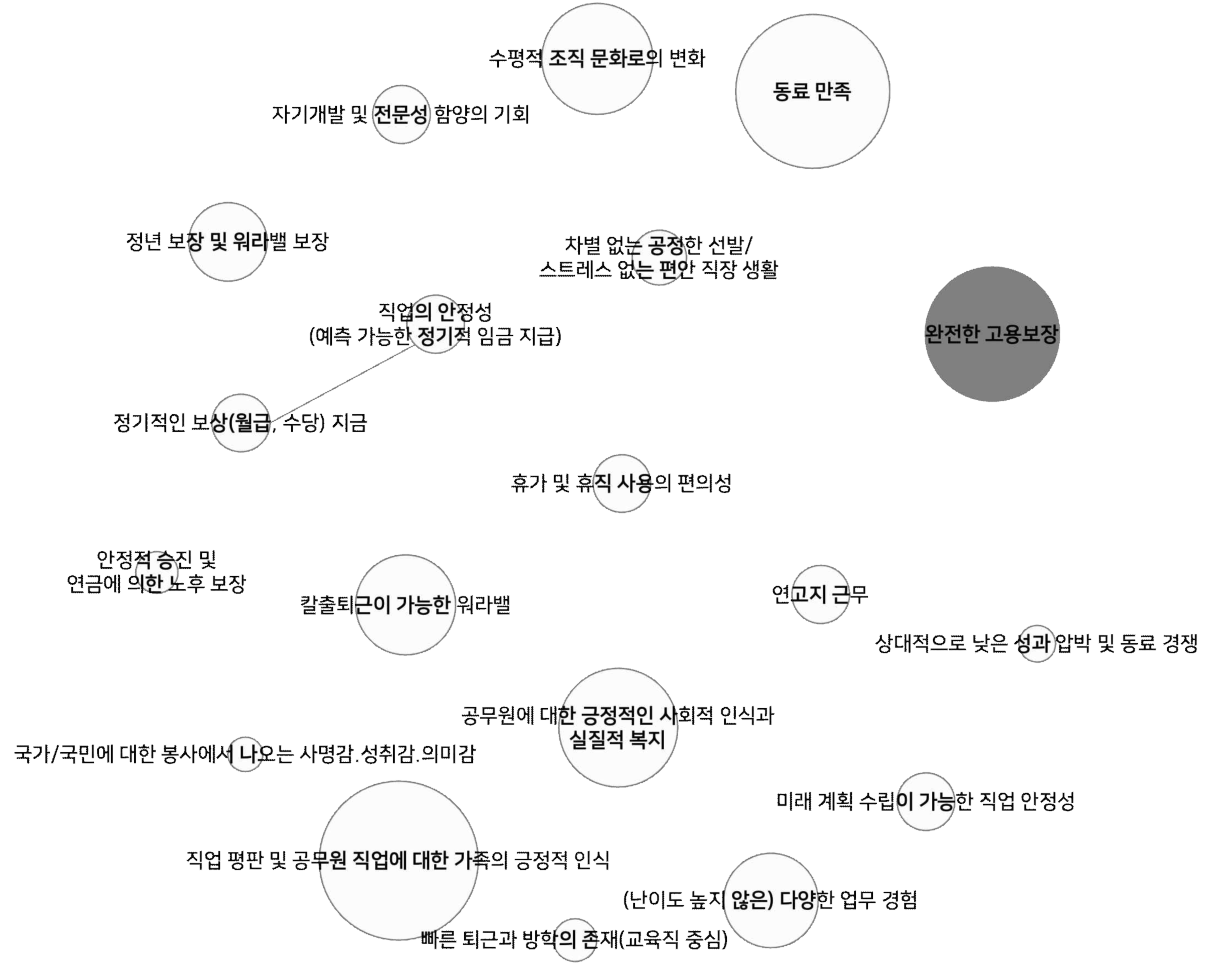 수평적 조직 문화로의 변화
동료 만족
자기개발 및 전문성 함양의 기회
정년 보장 및 워라밸 보장
차별 없는 공정한 선발/
스트레스 없는 편안 직장 생활
직업의 안정성
(예측 가능한 정기적 임금 지급)
완전한 고용보장
정기적인 보상(월급, 수당) 지금
휴가 및 휴직 사용의 편의성
안정적 승진 및
연금에 의한 노후 보장
칼출퇴근이 가능한 워라밸
연고지 근무
상대적으로 낮은 성과 압박 및 동료 경쟁
공무원에 대한 긍정적인 사회적 인식과
실질적 복지
국가/국민에 대한 봉사에서 나오는 사명감.성취감.의미감
미래 계획 수립이 가능한 직업 안정성
직업 평판 및 공무원 직업에 대한 가족의 긍정적 인식
(난이도 높지 않은) 다양한 업무 경험
빠른 퇴근과 방학의 존재(교육직 중심)